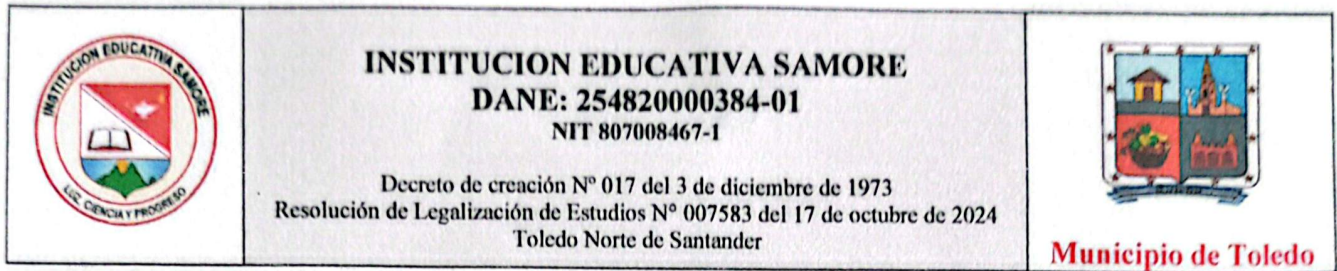 INSTITUCION EDUCATIVA SAMORE
LUZ, CIENCIA Y PROGRESO
INSTITUCION EDUCATIVA SAMORE
DANE: 254820000384-01
NIT 807008467-1
Decreto de creación Nº 017 del 3 de diciembre de 1973
Resolución de Legalización de Estudios Nº 007583 del 17 de octubre de 2024
Toledo Norte de Santander
Municipio de Toledo